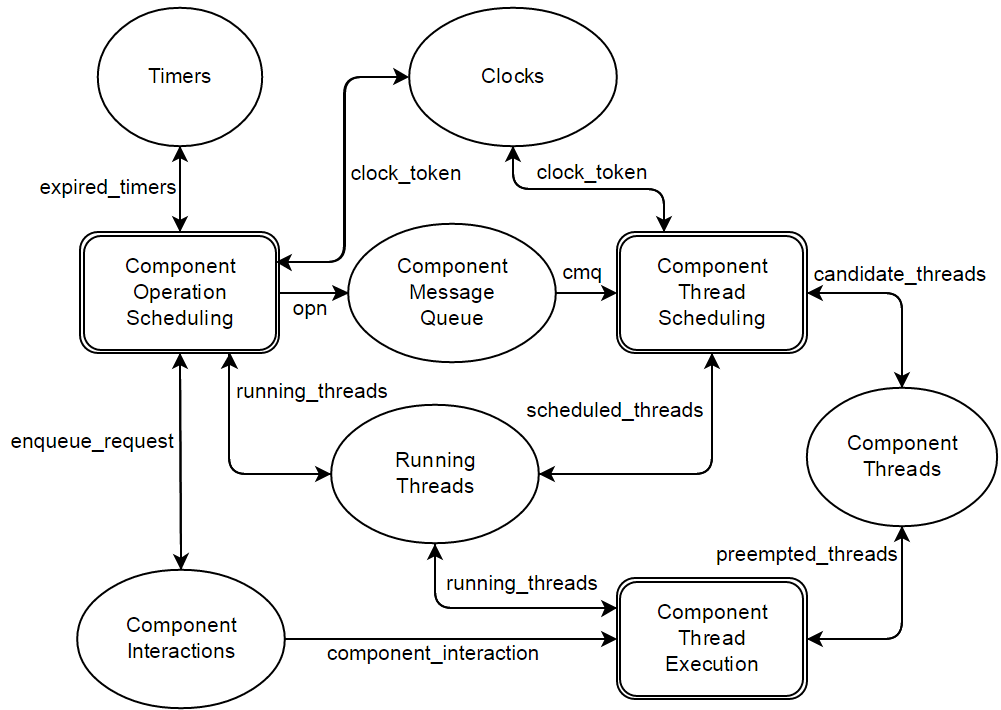 Timers
Clocks
clock_token
clock_token
expired_timers
Component
Operation
Scheduling
Component
Message
Queue
opn
cmq
Component
Thread
Scheduling
candidate_threads
running_threads
scheduled_threads
enqueue_request
Running
Threads
Component
Threads
preempted_threads
running_threads
Component
Interactions
component_interaction
Component
Thread
Execution